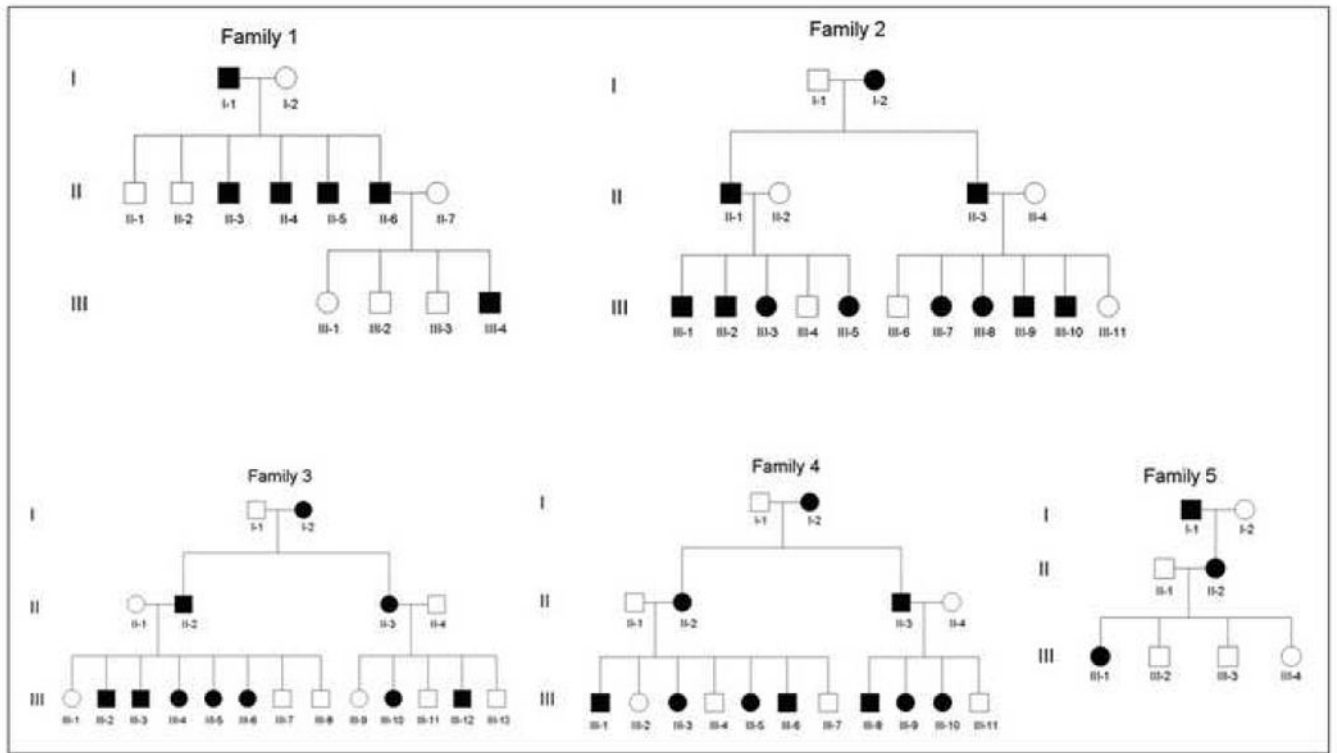 Family 1
I
I-1 I-2
II
II-1 II-2 II-3 II-4 II-5 II-6 II-7
III
III-1 III-2 III-3 III-4
Family 2
I
I-1 I-2
II
II-1 II-2 II-3 II-4
III
III-1 III-2 III-3 III-4 III-5 III-6 III-7 III-8 III-9 III-10 III-11
Family 3
I
I-1 I-2
II
II-1 II-2 II-3 II-4
III
III-1 III-2 III-3 III-4 III-5 III-6 III-7 III-8 III-9 III-10 III-11 III-12 III-13
Family 4
I
I-1 I-2
II
II-1 II-2 II-3 II-4
III
III-1 III-2 III-3 III-4 III-5 III-6 III-7 III-8 III-9 III-10 III-11
Family 5
I
I-1 I-2
II
II-1 II-2
III
III-1 III-2 III-3 III-4